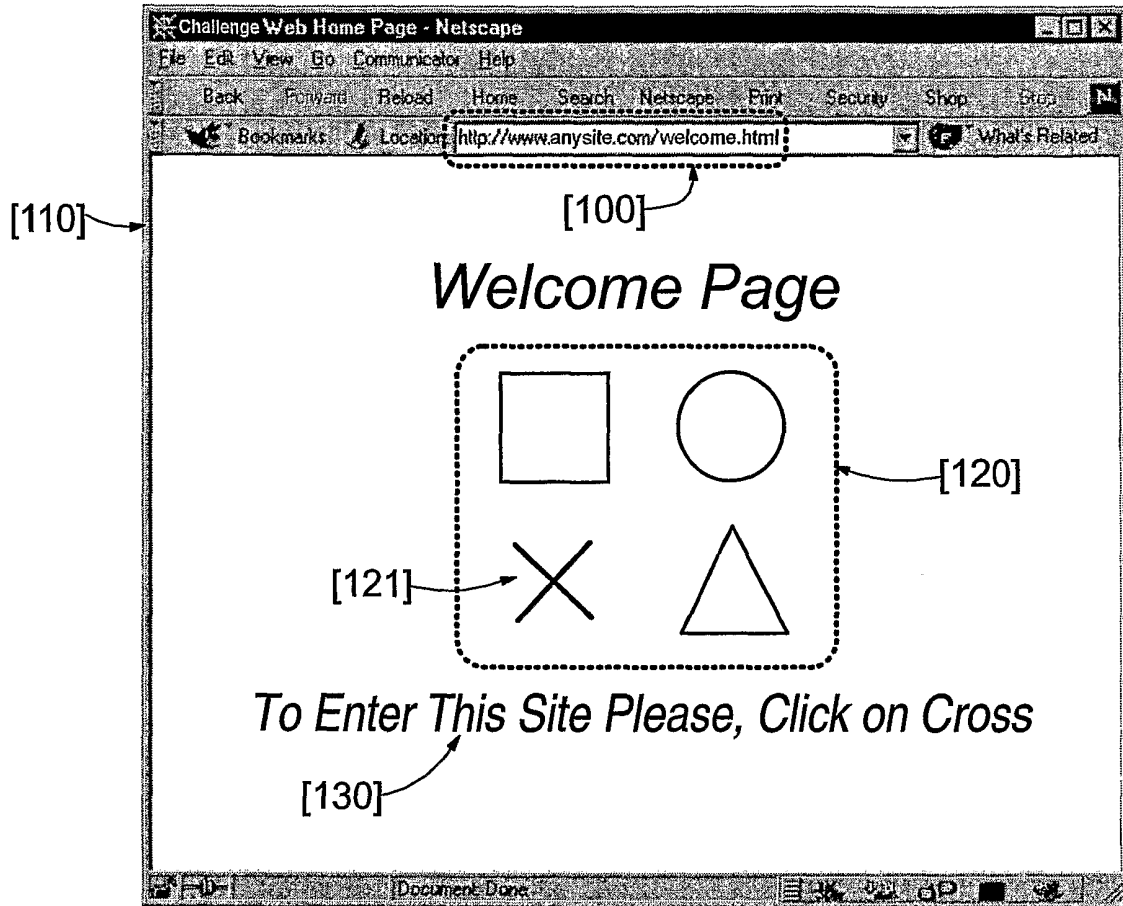 Challenge Web Home Page - Netscape
File Edit View Go Communicator Help
Back Forward Reload Home Search Netscape Print Security Shop Stop N
Bookmarks Location http://www.anysite.com/welcome.html What's Related
[100]
[110]
Welcome Page
[120]
[121]
To Enter This Site Please, Click on Cross
[130]
Document: Done